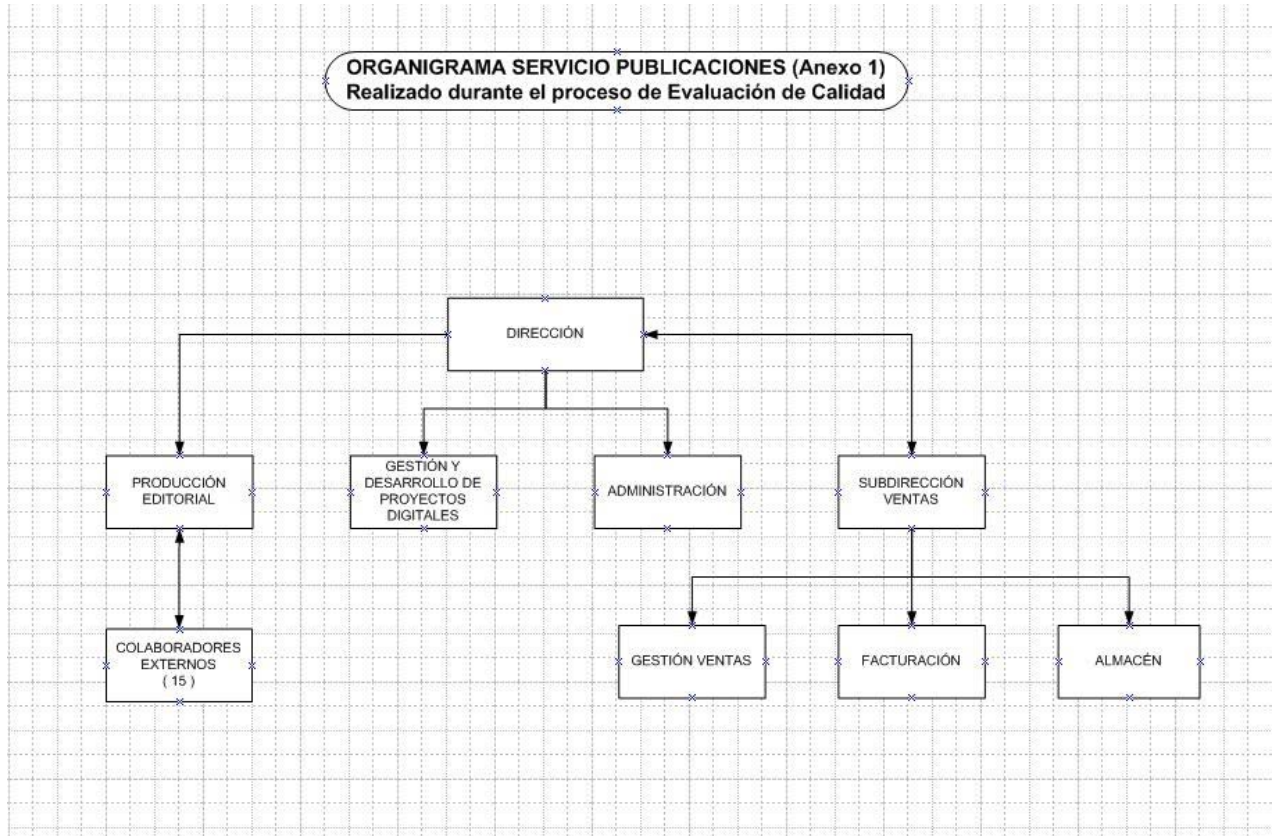 ORGANIGRAMA SERVICIO PUBLICACIONES (Anexo 1)
Realizado durante el proceso de Evaluación de Calidad
DIRECCIÓN
PRODUCCIÓN
EDITORIAL
GESTIÓN Y
DESARROLLO DE
PROYECTOS
DIGITALES
ADMINISTRACIÓN
SUBDIRECCIÓN
VENTAS
COLABORADORES
EXTERNOS
( 15 )
GESTIÓN VENTAS
FACTURACIÓN
ALMACÉN